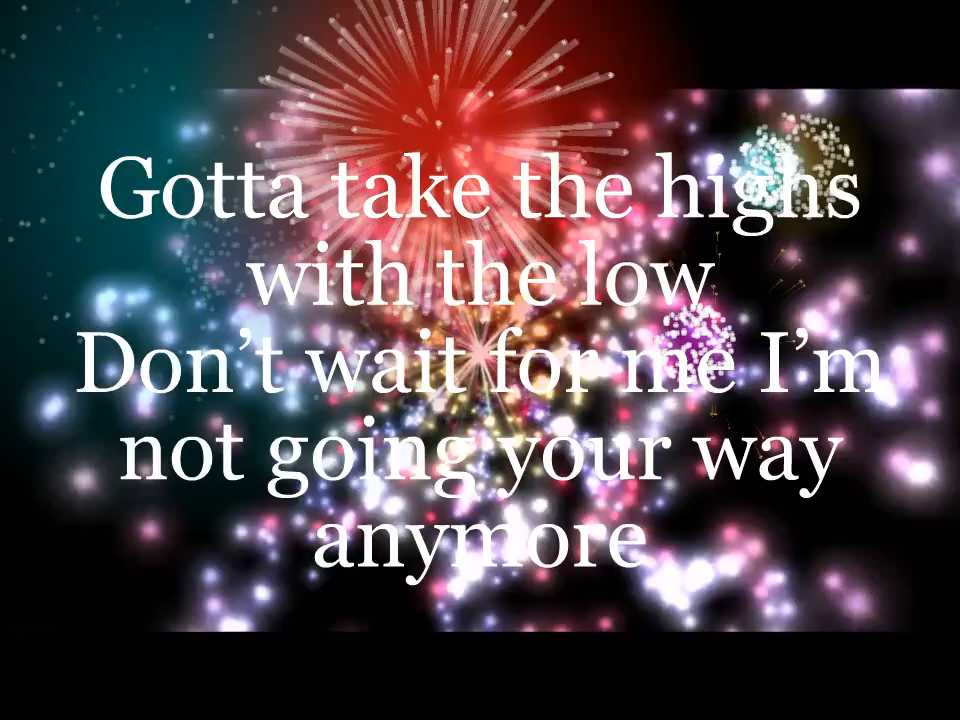 Gotta take the highs
with the low
Don’t wait for me I’m
not going your way
anymore